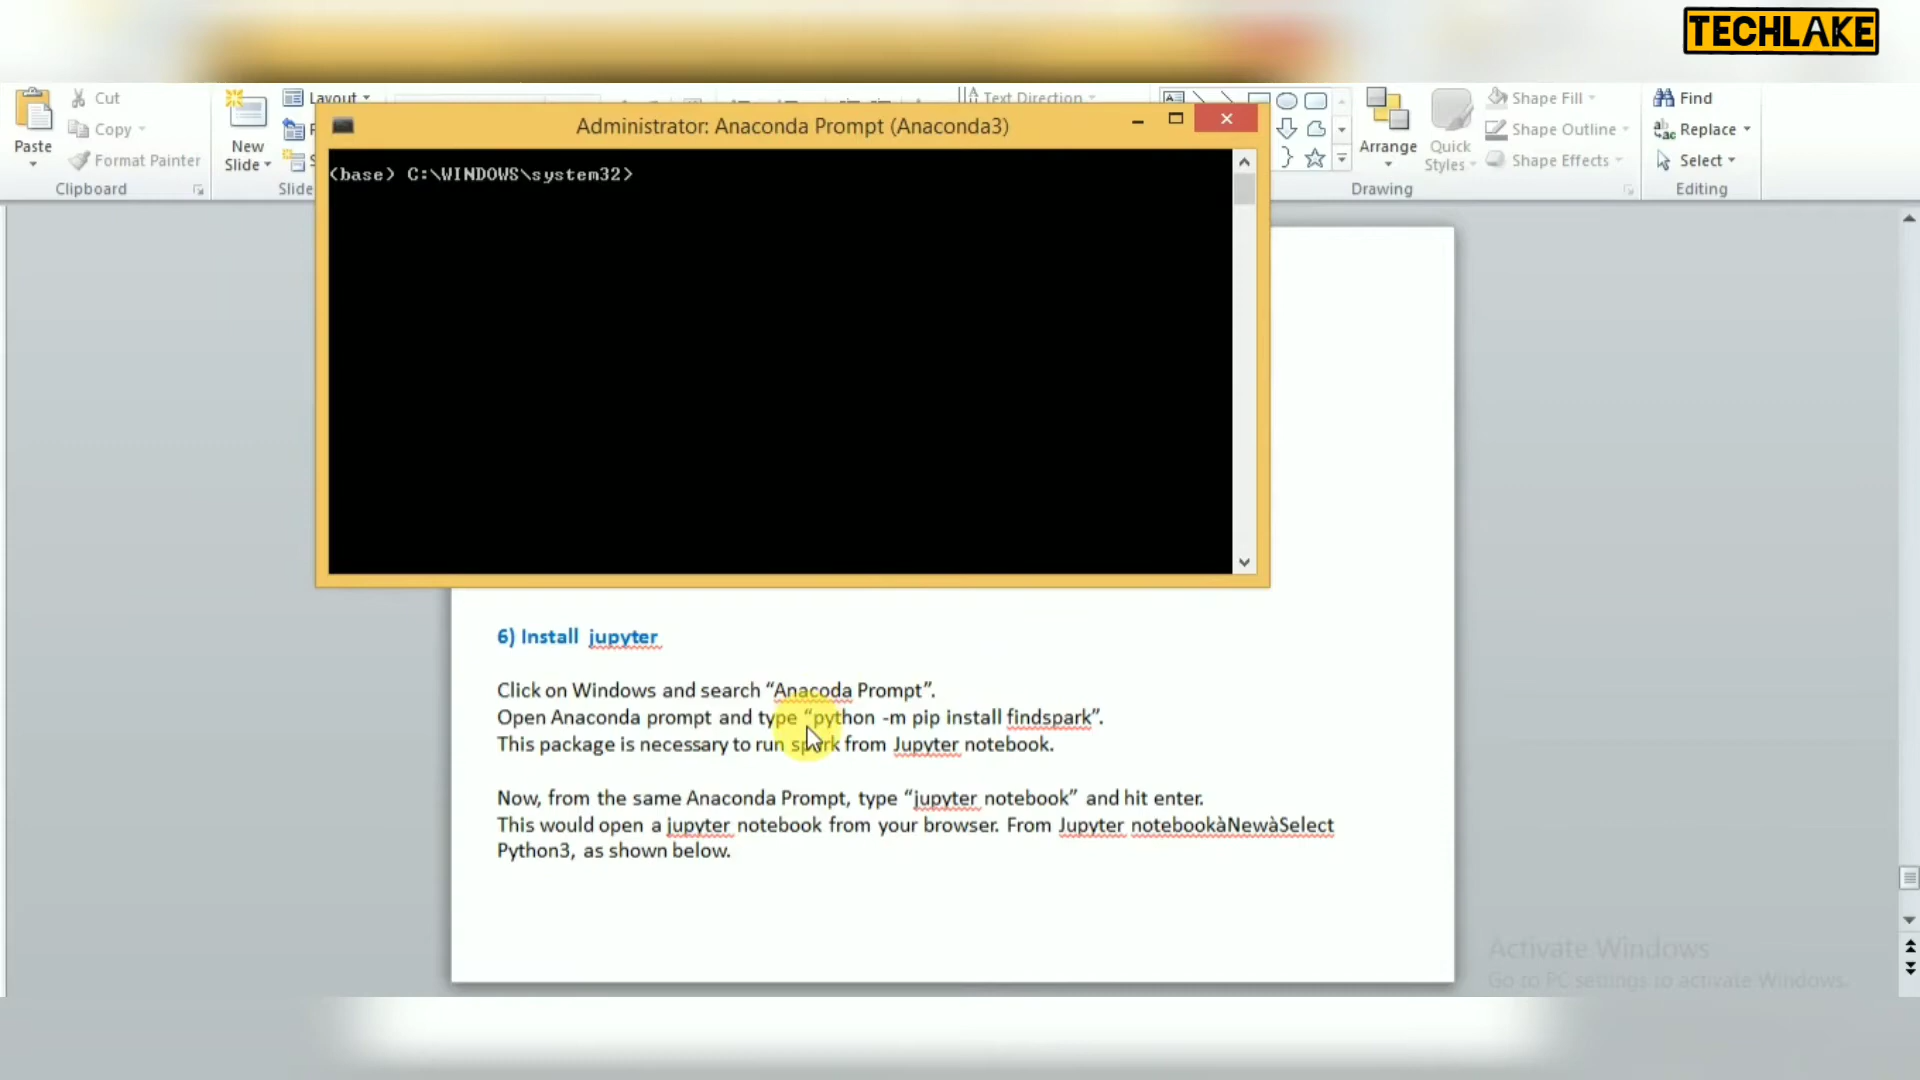 TECHLAKE
Cut
Layout
Text Direction
Shape Fill
Find
Administrator: Anaconda Prompt (Anaconda3)
Copy
Shape Outline
Replace
Paste
New
Slide
Format Painter
Arrange
Quick
Styles
Shape Effects
Select
Clipboard
Slide
Drawing
Editing
(base) C:\WINDOWS\system32>
6) Install jupyter
Click on Windows and search “Anacoda Prompt”.
Open Anaconda prompt and type “python -m pip install findspark”.
This package is necessary to run spark from Jupyter notebook.
Now, from the same Anaconda Prompt, type “jupyter notebook” and hit enter.
This would open a jupyter notebook from your browser. From Jupyter notebookàNewàSelect
Python3, as shown below.
Activate Windows
Go to PC settings to activate Windows.